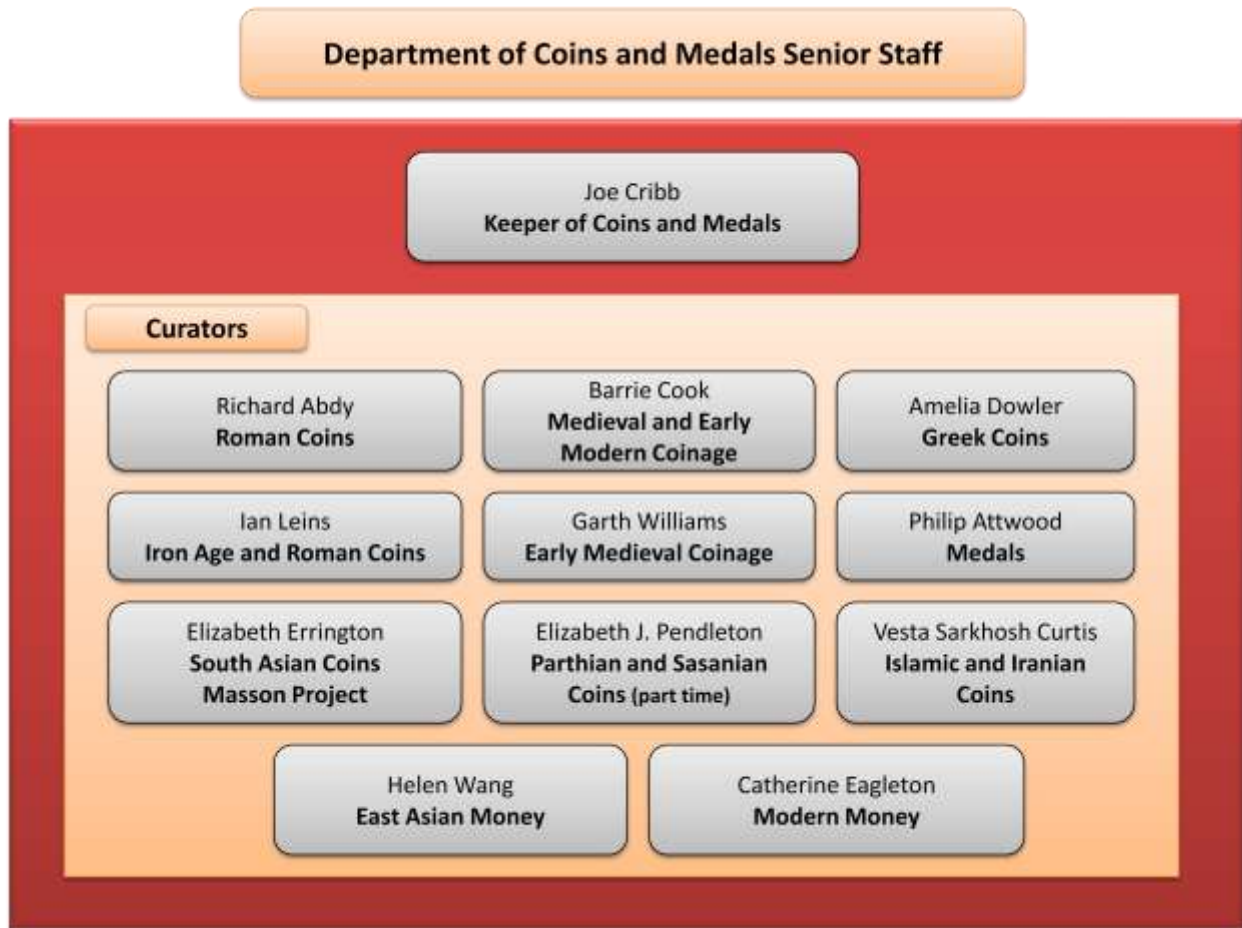 Department of Coins and Medals Senior Staff
Joe Cribb
Keeper of Coins and Medals
Curators
Richard Abdy
Roman Coins
Barrie Cook
Medieval and Early
Modern Coinage
Amelia Dowler
Greek Coins
Ian Leins
Iron Age and Roman Coins
Garth Williams
Early Medieval Coinage
Philip Attwood
Medals
Elizabeth Errington
South Asian Coins
Masson Project
Elizabeth J. Pendleton
Parthian and Sasanian
Coins (part time)
Vesta Sarkhosh Curtis
Islamic and Iranian
Coins
Helen Wang
East Asian Money
Catherine Eagleton
Modern Money